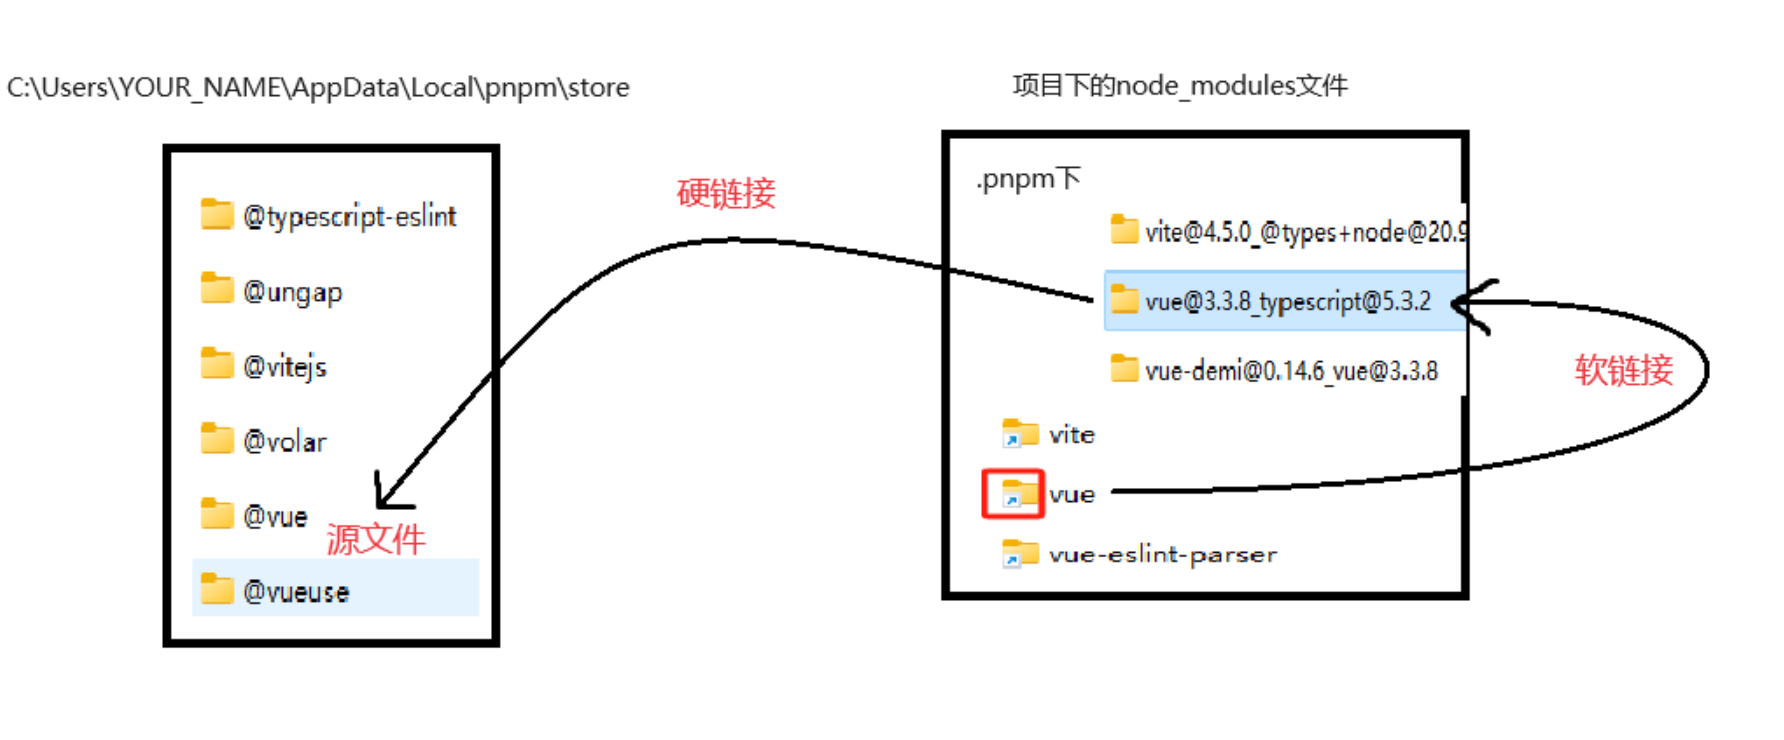 C:\Users\YOUR_NAME\AppData\Local\pnpm\store
@typescript-eslint
@ungap
@vitejs
@volar
@vue
源文件
@vueuse
硬链接
项目下的node_modules文件
.pnpm下
vite@4.5.0_@types+node@20.9
vue@3.3.8_typescript@5.3.2
vue-demi@0.14.6_vue@3.3.8
vite
vue
vue-eslint-parser
软链接